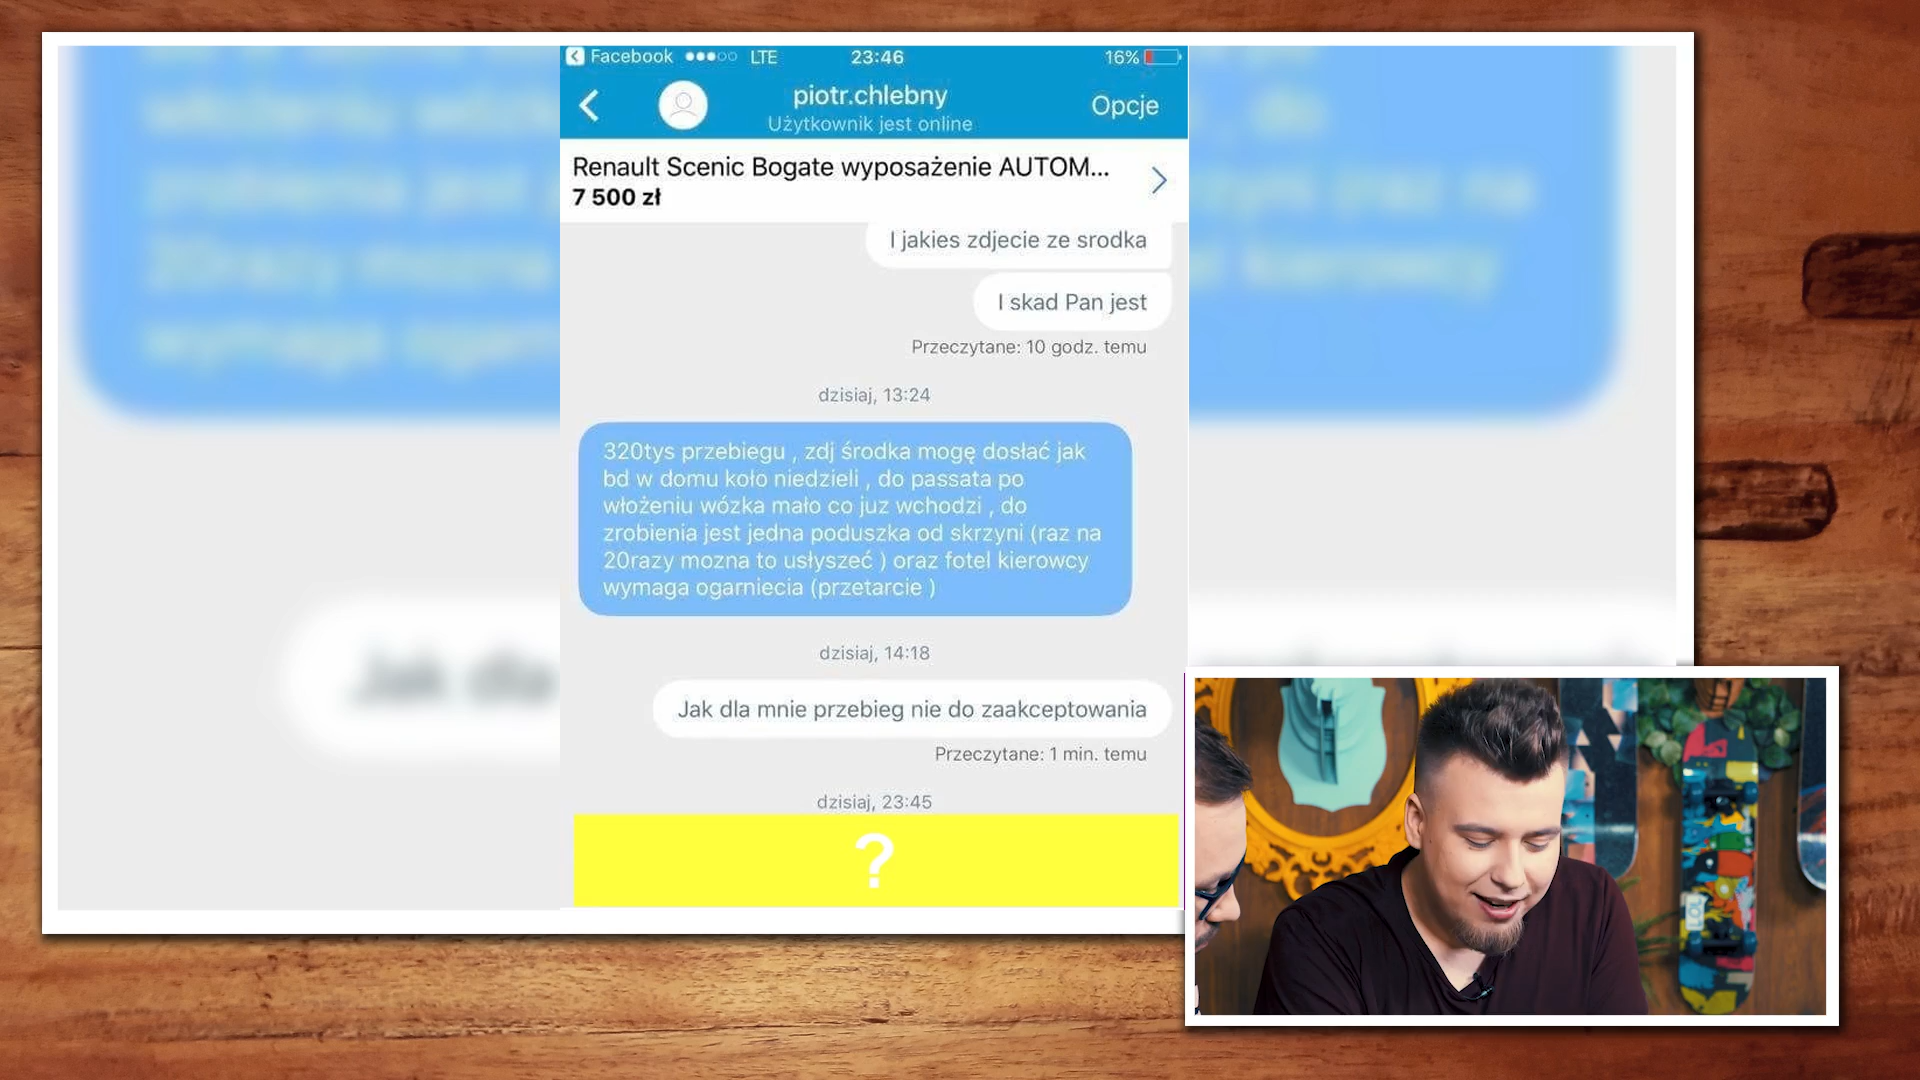 Facebook LTE 23:46 16%
piotr.chlebny
Użytkownik jest online
Opcje
Renault Scenic Bogate wyposażenie AUTOM...
7 500 zł
I jakies zdjecie ze srodka
I skad Pan jest
Przeczytane: 10 godz. temu
dzisiaj, 13:24
320tys przebiegu , zdj środka mogę dosłać jak
bd w domu koło niedzieli , do passata po
włożeniu wózka mało co juz wchodzi , do
zrobienia jest jedna poduszka od skrzyni (raz na
20razy mozna to usłyszeć ) oraz fotel kierowcy
wymaga ogarniecia (przetarcie )
dzisiaj, 14:18
Jak dla mnie przebieg nie do zaakceptowania
Przeczytane: 1 min. temu
dzisiaj, 23:45
?